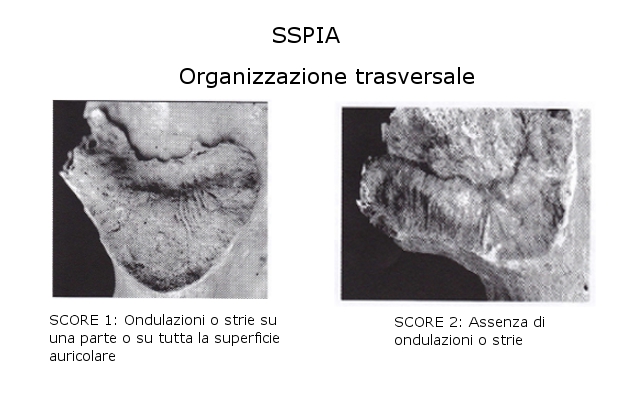 SSPIA
Organizzazione trasversale
SCORE 1: Ondulazioni o strie su
una parte o su tutta la superficie
auricolare
SCORE 2: Assenza di
ondulazioni o strie